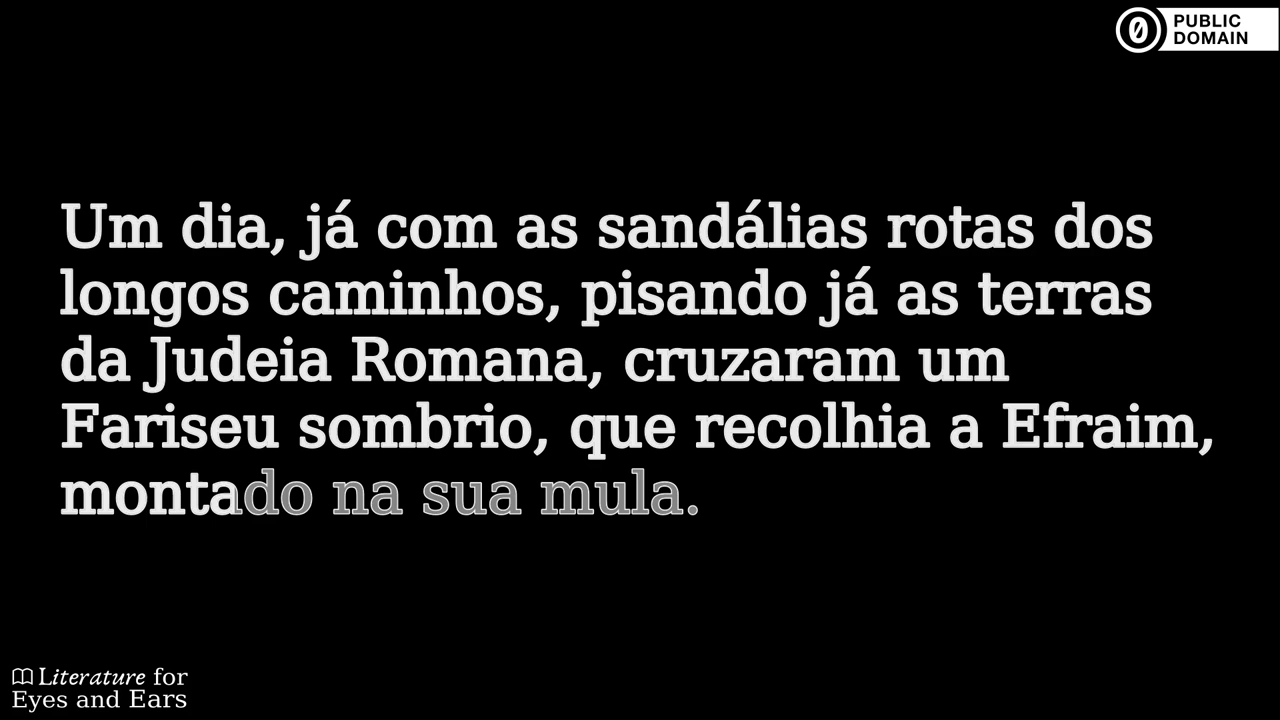 PUBLIC
DOMAIN
Um dia, já com as sandálias rotas dos
longos caminhos, pisando já as terras
da Judeia Romana, cruzaram um
Fariseu sombrio, que recolhia a Efraim,
montado na sua mula.
Literature for
Eyes and Ears